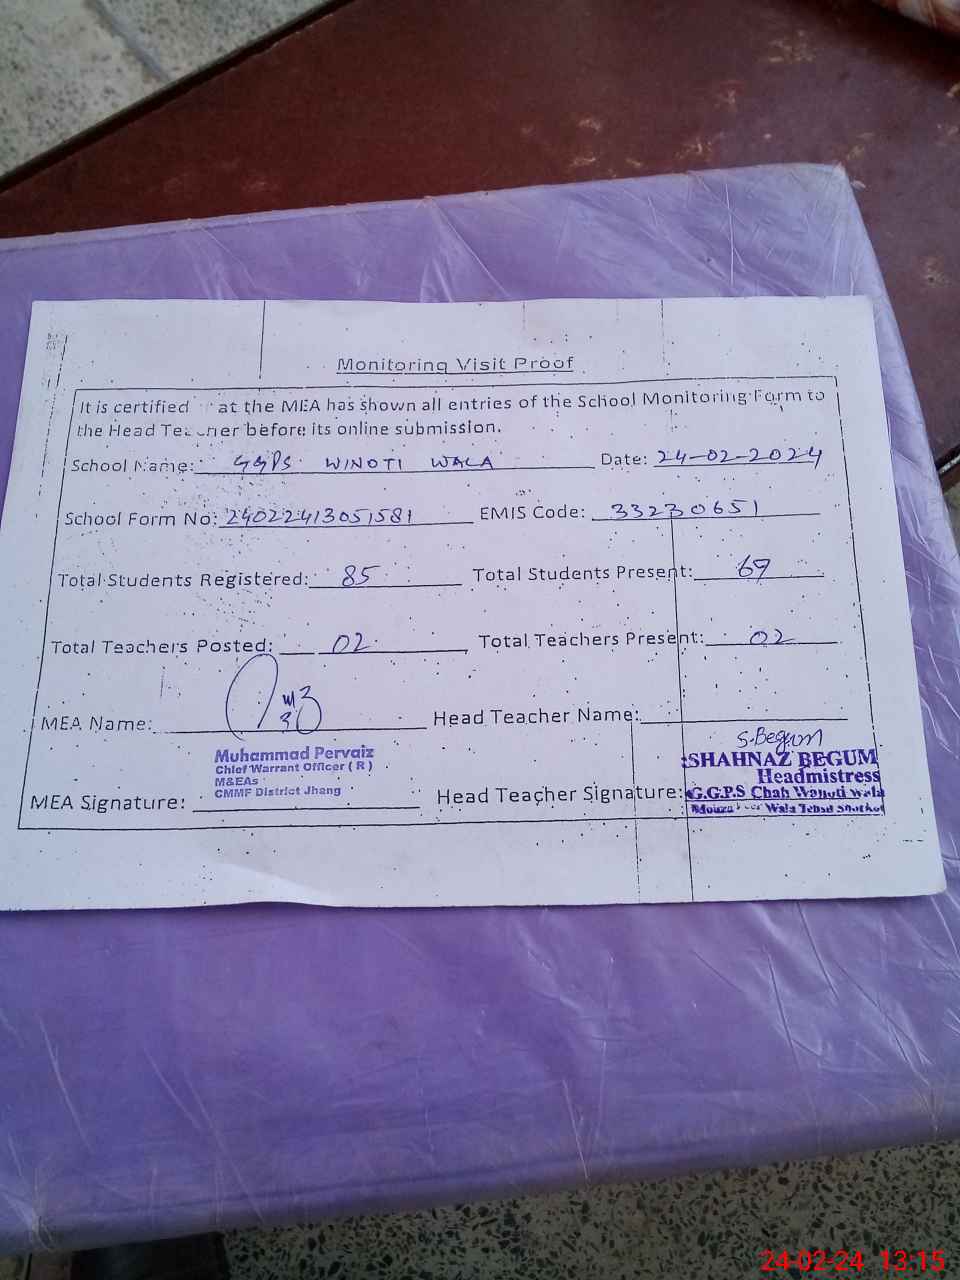 Monitoring Visit Proof
It is certified at the MEA has shown all entries of the School Monitoring Form to
the Head Teacher before its online submission.
School Name: GGPS WINOTI WALA Date: 24-02-2024
School Form No: 24022413051581 EMIS Code: 33230651
Total Students Registered: 85 Total Students Present: 69
Total Teachers Posted: 02 Total Teachers Present: 02
MEA Name: Head Teacher Name:
S.Begum
Muhammad Pervaiz
Chief Warrant Officer ( R )
M&EAs
CMMF District Jhang
SHAHNAZ BEGUM
Headmistress
G.G.P.S Chah Wanoti Wala
Wala Tehsil Shorkot
MEA Signature: Head Teacher Signature:
24-02-24 13:15